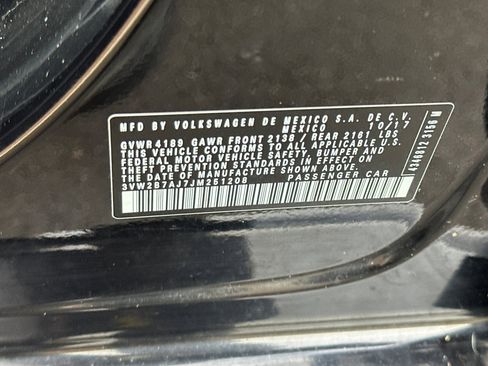 MFD BY VOLKSWAGEN DE MEXICO S.A. DE C.V.
MEXICO 10/17
GVWR 4189 GAWR FRONT 2138 / REAR 2161 LBS
THIS VEHICLE CONFORMS TO ALL APPLICABLE U.S.
FEDERAL MOTOR VEHICLE SAFETY, BUMPER AND
THEFT PREVENTION STANDARDS IN EFFECT ON
THE DATE OF MANUFACTURE SHOWN ABOVE
3VW2B7AJ7JM251208 PASSENGER CAR